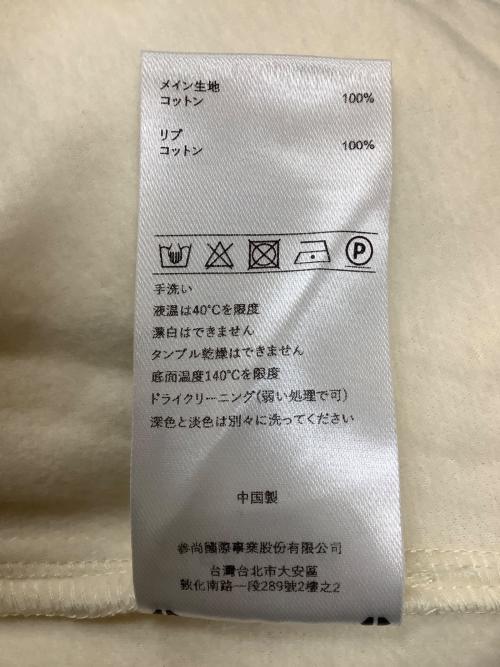 メイン生地
コットン 100%
リブ
コットン 100%
P
手洗い
液温は40℃を限度
漂白はできません
タンブル乾燥はできません
底面温度140℃を限度
ドライクリーニング(弱い処理で可)
深色と淡色は別々に洗ってください
中国製
参尚國際事業股份有限公司
台灣台北市大安區
敦化南路一段289號2樓之2